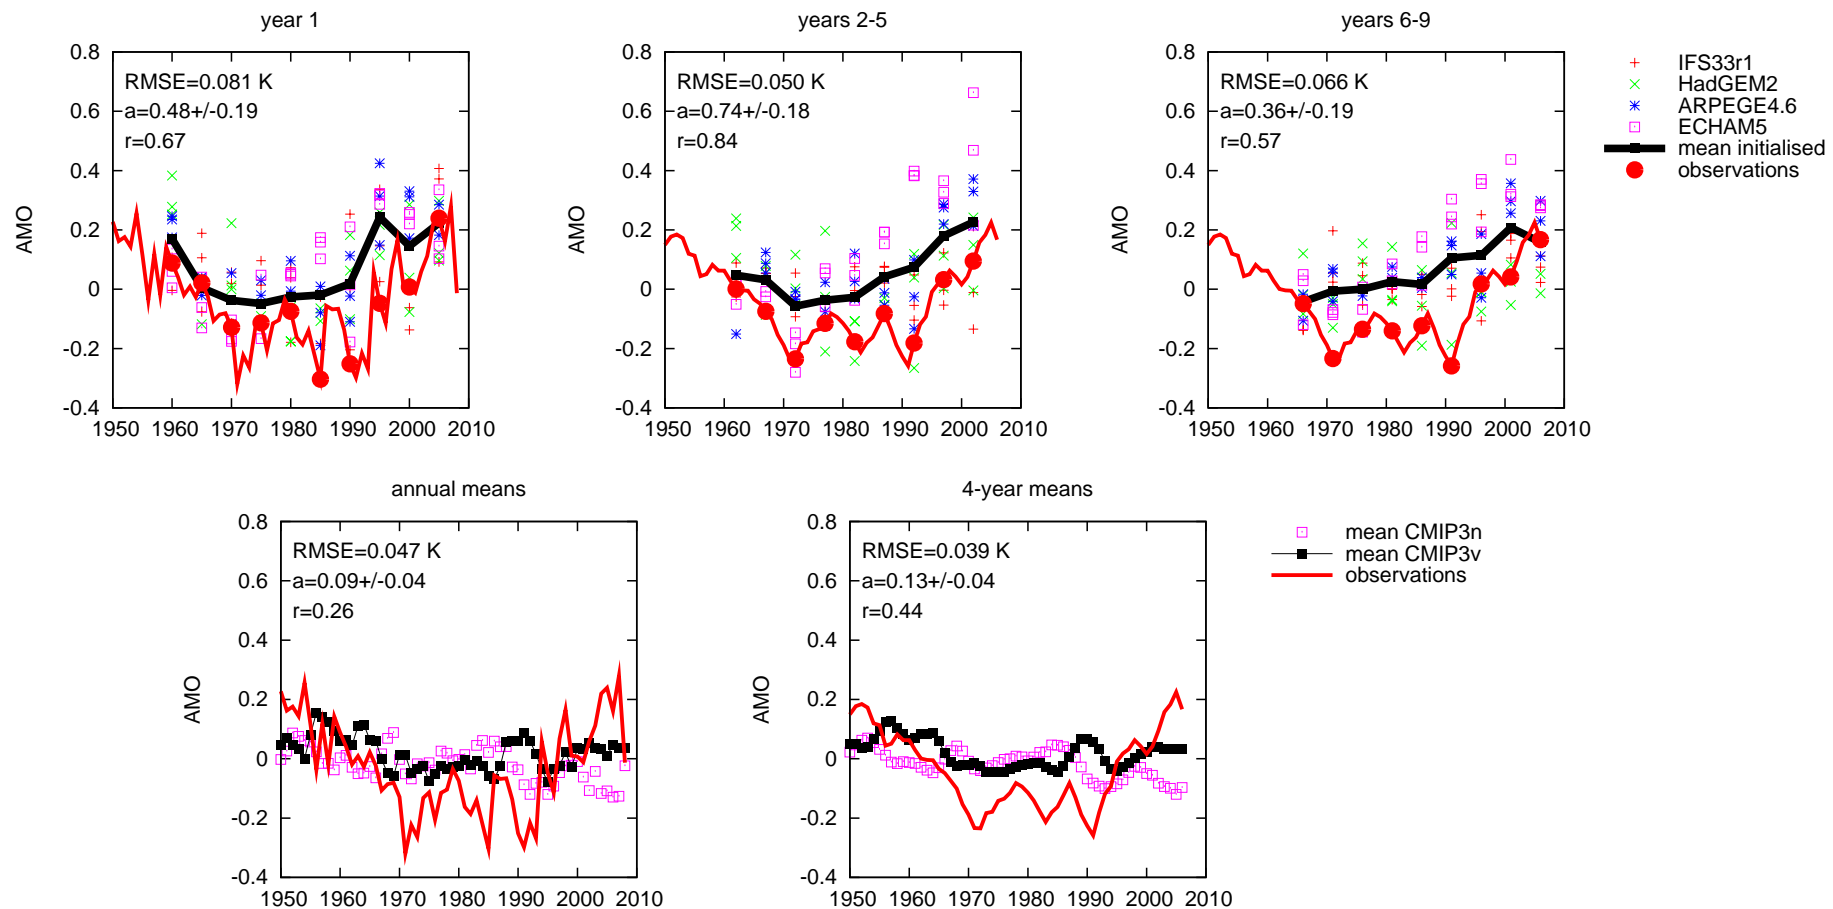 year 1
years 2-5
years 6-9
AMO
0.8
0.6
0.4
0.2
0
-0.2
-0.4
RMSE=0.081 K
a=0.48+/-0.19
r=0.67
1950 1960 1970 1980 1990 2000 2010
AMO
0.8
0.6
0.4
0.2
0
-0.2
-0.4
RMSE=0.050 K
a=0.74+/-0.18
r=0.84
1950 1960 1970 1980 1990 2000 2010
AMO
0.8
0.6
0.4
0.2
0
-0.2
-0.4
RMSE=0.066 K
a=0.36+/-0.19
r=0.57
1950 1960 1970 1980 1990 2000 2010
IFS33r1
HadGEM2
ARPEGE4.6
ECHAM5
mean initialised
observations
annual means
4-year means
AMO
0.8
0.6
0.4
0.2
0
-0.2
-0.4
RMSE=0.047 K
a=0.09+/-0.04
r=0.26
1950 1960 1970 1980 1990 2000 2010
AMO
0.8
0.6
0.4
0.2
0
-0.2
-0.4
RMSE=0.039 K
a=0.13+/-0.04
r=0.44
1950 1960 1970 1980 1990 2000 2010
mean CMIP3n
mean CMIP3v
observations